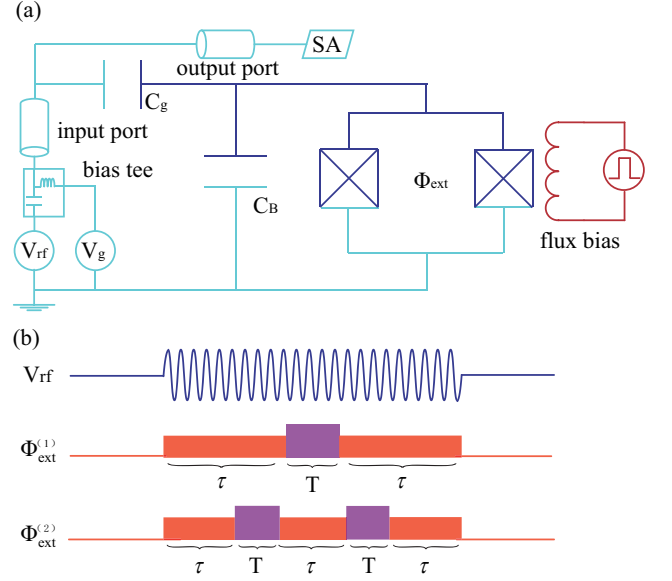 (a)
SA
output port
C_g
input port
bias tee
Φ_ext
C_B
V_rf
V_g
flux bias
(b)
V_rf
Φ_ext^(1)
τ T τ
Φ_ext^(2)
τ T τ T τ